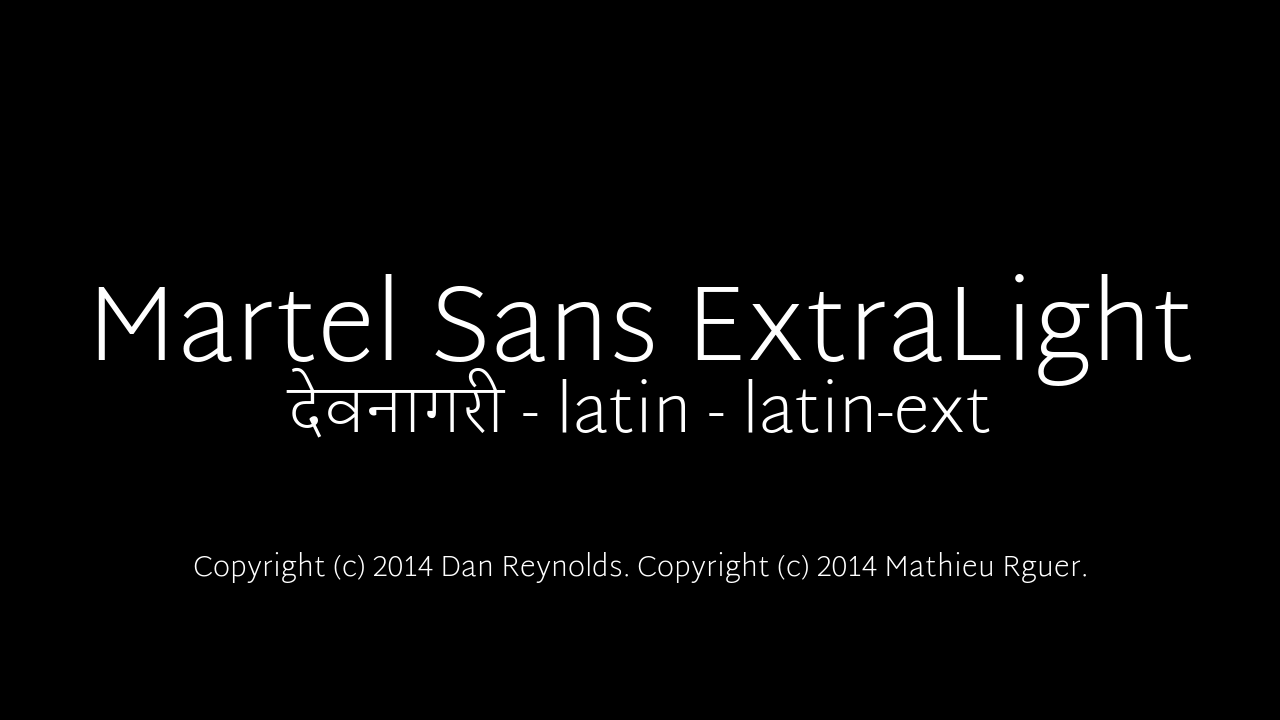 Martel Sans ExtraLight
देवनागरी - latin - latin-ext
Copyright (c) 2014 Dan Reynolds. Copyright (c) 2014 Mathieu Rguer.